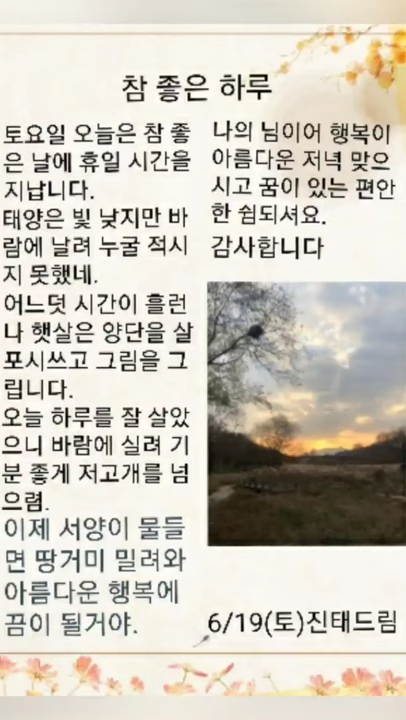 참 좋은 하루
토요일 오늘은 참 좋
은 날에 휴일 시간을
지납니다.
태양은 빛 낮지만 바
람에 날려 누굴 적시
지 못했네.
어느덧 시간이 흘런
나 햇살은 양단을 살
포시쓰고 그림을 그
립니다.
오늘 하루를 잘 살았
으니 바람에 실려 기
분 좋게 저고개를 넘
으렴.
이제 서양이 물들
면 땅거미 밀려와
아름다운 행복에
끔이 될거야.
나의 님이어 행복이
아름다운 저녁 맞으
시고 꿈이 있는 편안
한 쉼되셔요.
감사합니다
6/19(토)진태드림